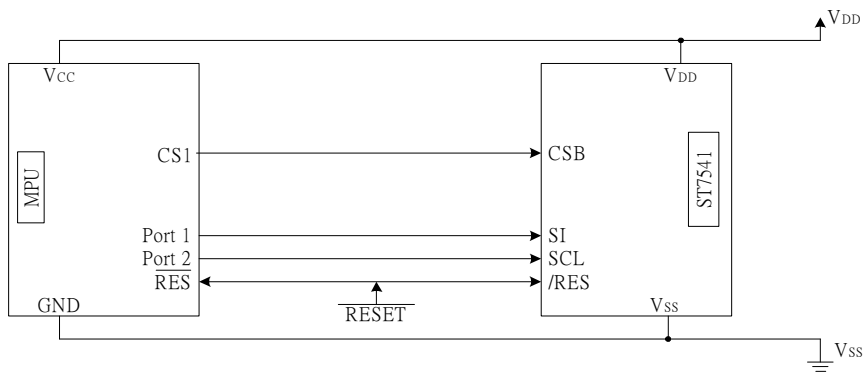 VDD
VCC
VDD
CS1
CSB
MPU
ST7541
Port 1
SI
Port 2
SCL
RES
/RES
GND
RESET
VSS
VSS